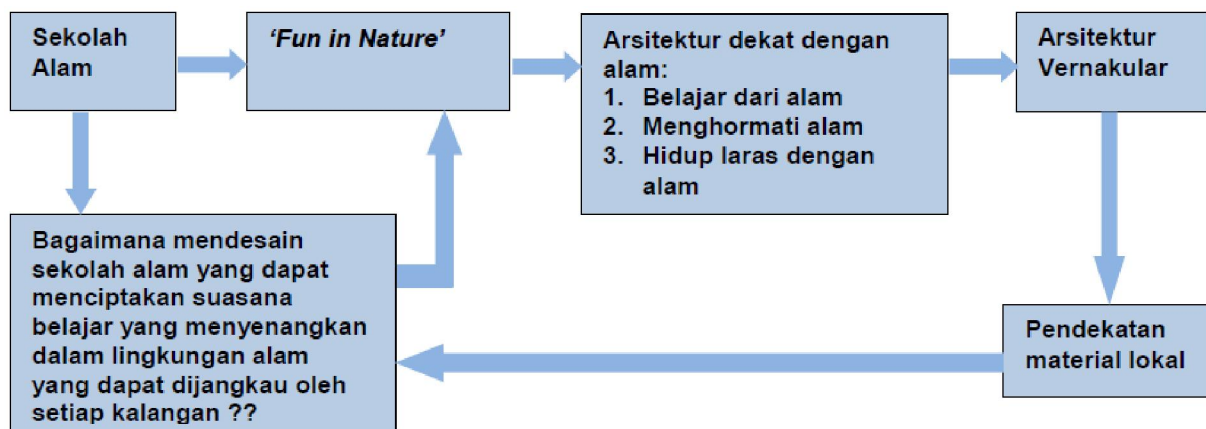 Sekolah
Alam
'Fun in Nature'
Arsitektur dekat dengan
alam:
1. Belajar dari alam
2. Menghormati alam
3. Hidup laras dengan
alam
Arsitektur
Vernakular
Bagaimana mendesain
sekolah alam yang dapat
menciptakan suasana
belajar yang menyenangkan
dalam lingkungan alam
yang dapat dijangkau oleh
setiap kalangan ??
Pendekatan
material lokal